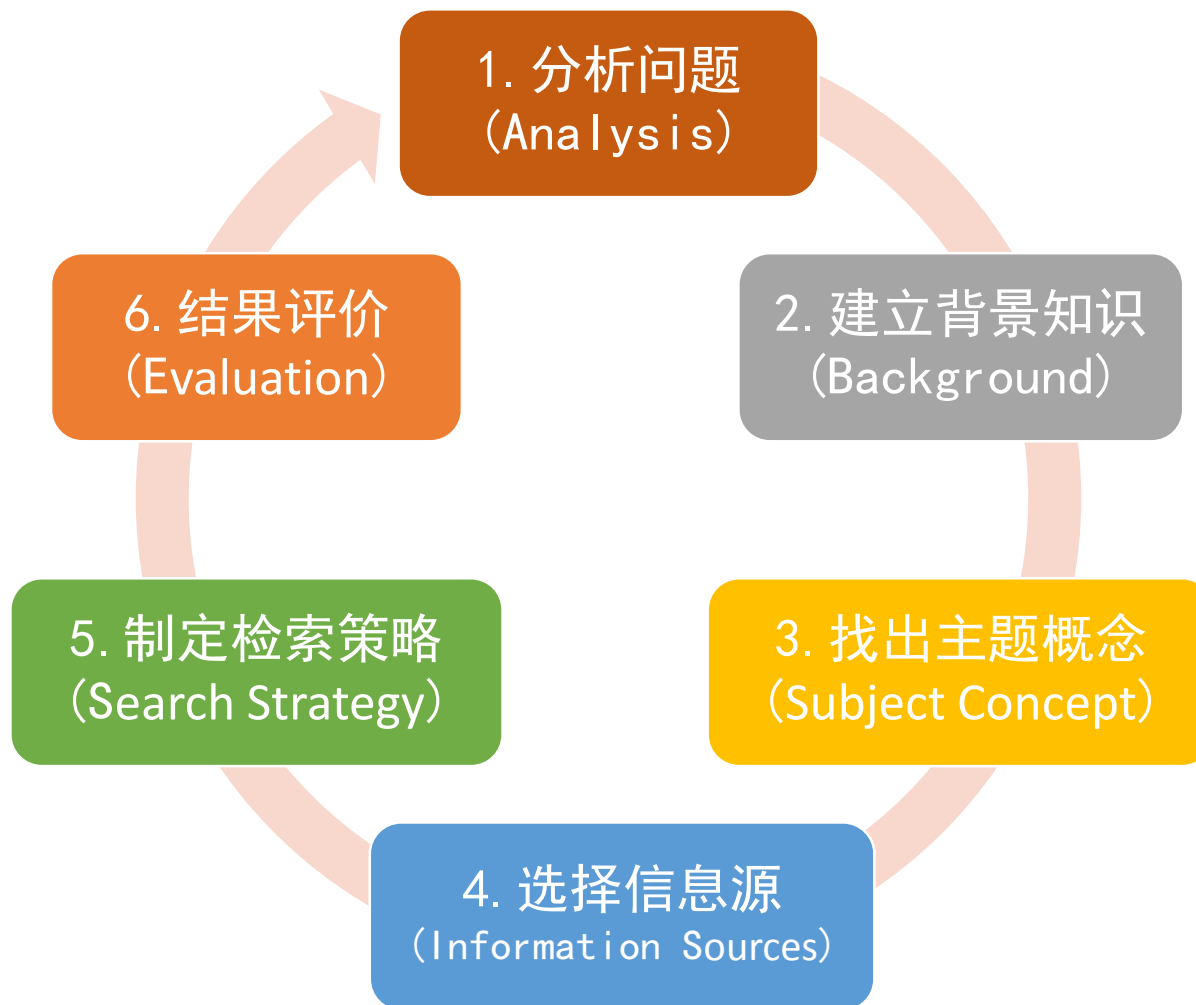 1. 分析问题
(Analysis)
2. 建立背景知识
(Background)
3. 找出主题概念
(Subject Concept)
4. 选择信息源
(Information Sources)
5. 制定检索策略
(Search Strategy)
6. 结果评价
(Evaluation)